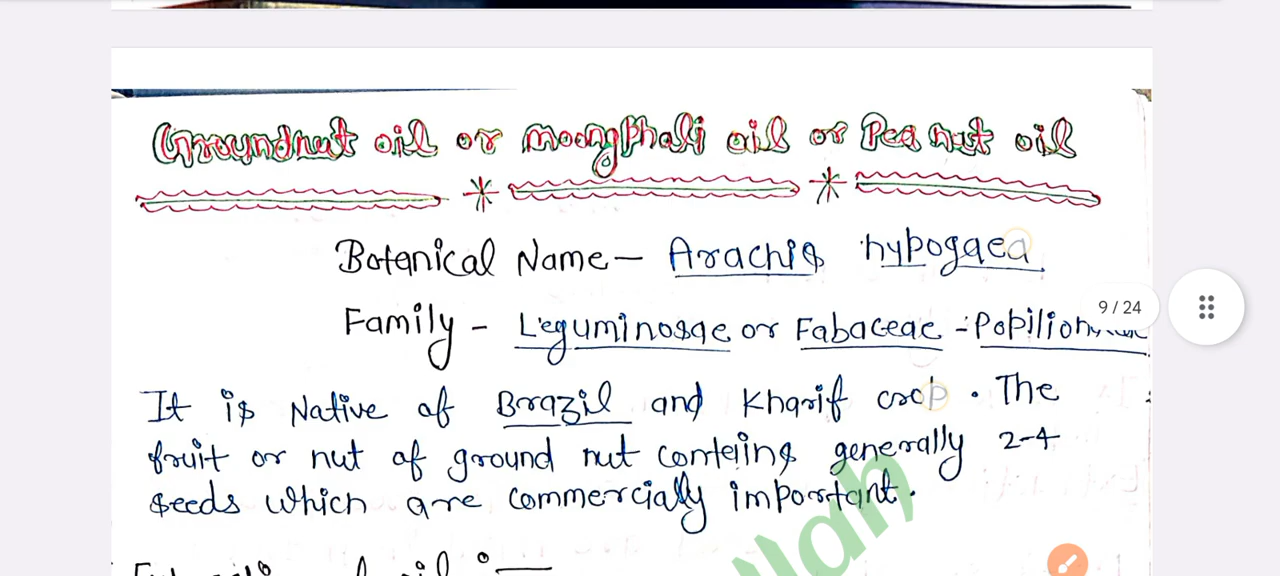 Groundnut oil or Moongphali oil or Pea nut oil
Botanical Name - Arachis hypogaea
Family - Leguminosae or Fabaceae - Papilion
9 / 24
It is Native of Brazil and Kharif crop. The
fruit or nut of ground nut contains generally 2-4
seeds which are commercially important.